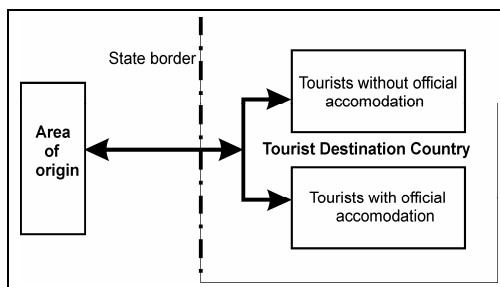 State border
Area
of
origin
Tourists without official
accomodation
Tourist Destination Country
Tourists with official
accomodation